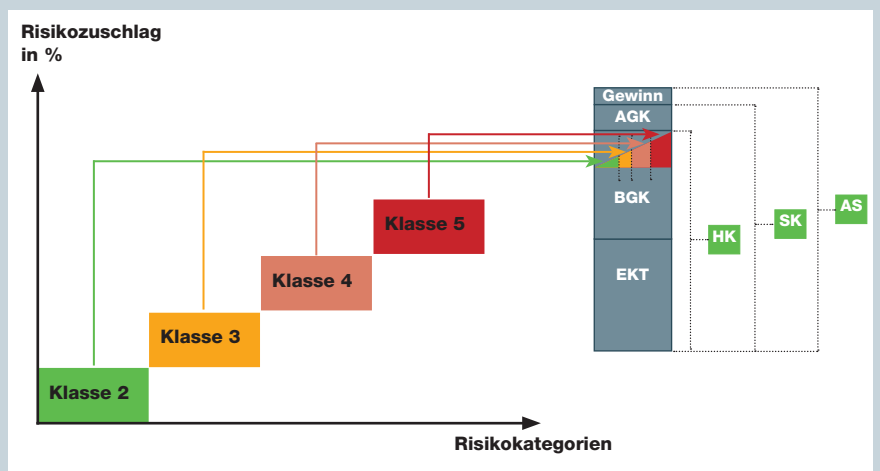 Risikozuschlag
in %
Gewinn
AGK
BGK
EKT
HK
SK
AS
Klasse 5
Klasse 4
Klasse 3
Klasse 2
Risikokategorien